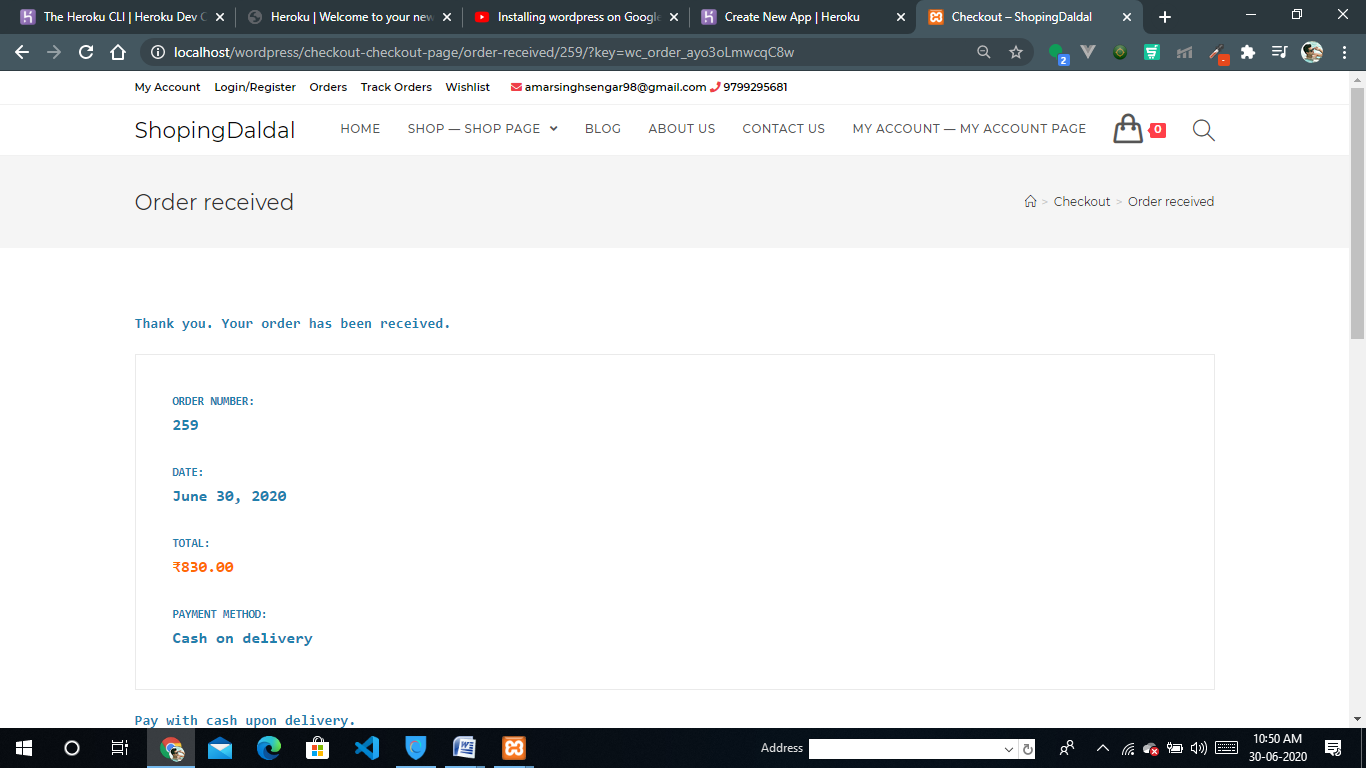 The Heroku CLI | Heroku Dev C
Heroku | Welcome to your new
Installing wordpress on Google
Create New App | Heroku
Checkout – ShopingDaldal
localhost/wordpress/checkout-checkout-page/order-received/259/?key=wc_order_ayo3oLmwcqC8w
2
My Account Login/Register Orders Track Orders Wishlist amarsinghsengar98@gmail.com 9799295681
ShopingDaldal
HOME SHOP — SHOP PAGE BLOG ABOUT US CONTACT US MY ACCOUNT — MY ACCOUNT PAGE 0
Order received
> Checkout > Order received
Thank you. Your order has been received.
ORDER NUMBER:
259
DATE:
June 30, 2020
TOTAL:
₹830.00
PAYMENT METHOD:
Cash on delivery
Pay with cash upon delivery.
Address
10:50 AM
30-06-2020